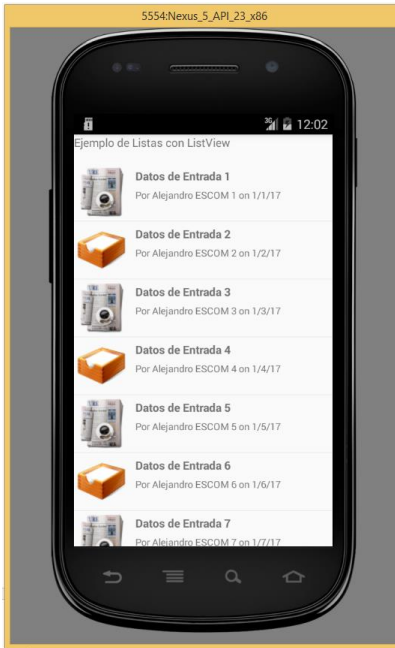 5554:Nexus_5_API_23_x86
3G 12:02
Ejemplo de Listas con ListView
Datos de Entrada 1
Por Alejandro ESCOM 1 on 1/1/17
Datos de Entrada 2
Por Alejandro ESCOM 2 on 1/2/17
Datos de Entrada 3
Por Alejandro ESCOM 3 on 1/3/17
Datos de Entrada 4
Por Alejandro ESCOM 4 on 1/4/17
Datos de Entrada 5
Por Alejandro ESCOM 5 on 1/5/17
Datos de Entrada 6
Por Alejandro ESCOM 6 on 1/6/17
Datos de Entrada 7
Por Alejandro ESCOM 7 on 1/7/17